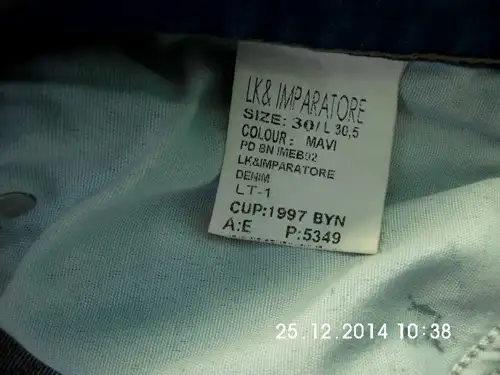 LK& IMPARATORE
SIZE: 30/L 30,5
COLOUR: MAVI
PD BN IMEB92
LK&IMPARATORE
DENIM
LT-1
CUP:1997 BYN
A:E P:5349
25.12.2014 10:38